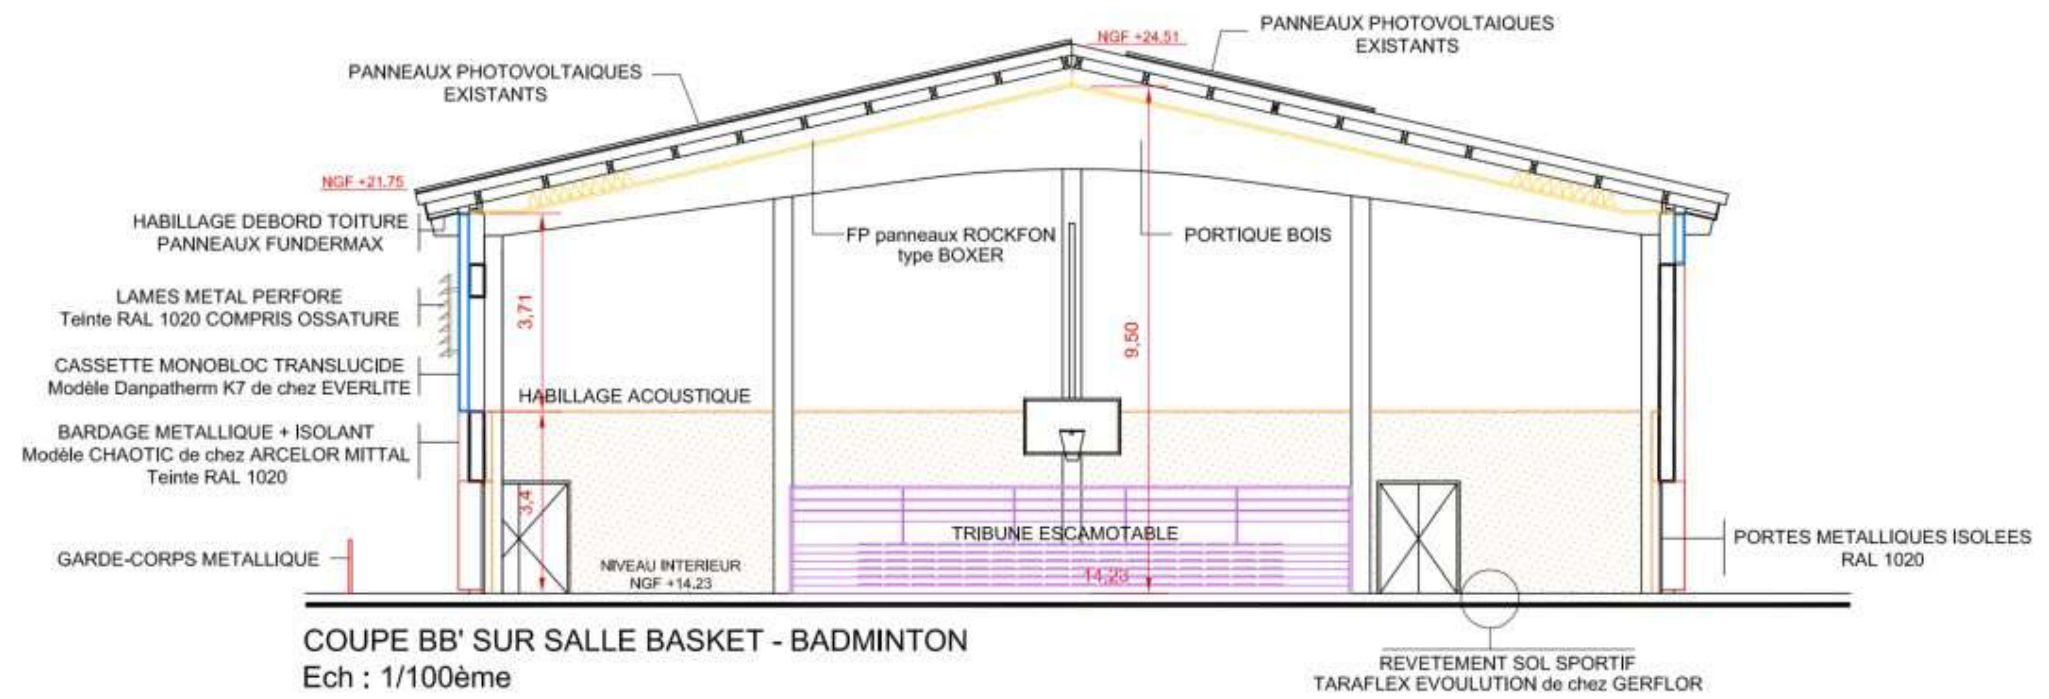 PANNEAUX PHOTOVOLTAIQUES
EXISTANTS
NGF +24.51
PANNEAUX PHOTOVOLTAIQUES
EXISTANTS
NGF +21.75
HABILLAGE DEBORD TOITURE
PANNEAUX FUNDERMAX
FP panneaux ROCKFON
type BOXER
PORTIQUE BOIS
LAMES METAL PERFORE
Teinte RAL 1020 COMPRIS OSSATURE
3,71
9,50
CASSETTE MONOBLOC TRANSLUCIDE
Modèle Danpatherm K7 de chez EVERLITE
HABILLAGE ACOUSTIQUE
BARDAGE METALLIQUE + ISOLANT
Modèle CHAOTIC de chez ARCELOR MITTAL
Teinte RAL 1020
3,4
TRIBUNE ESCAMOTABLE
GARDE-CORPS METALLIQUE
NIVEAU INTERIEUR
NGF +14.23
14,23
PORTES METALLIQUES ISOLEES
RAL 1020
COUPE BB' SUR SALLE BASKET - BADMINTON
Ech : 1/100ème
REVETEMENT SOL SPORTIF
TARAFLEX EVOULUTION de chez GERFLOR